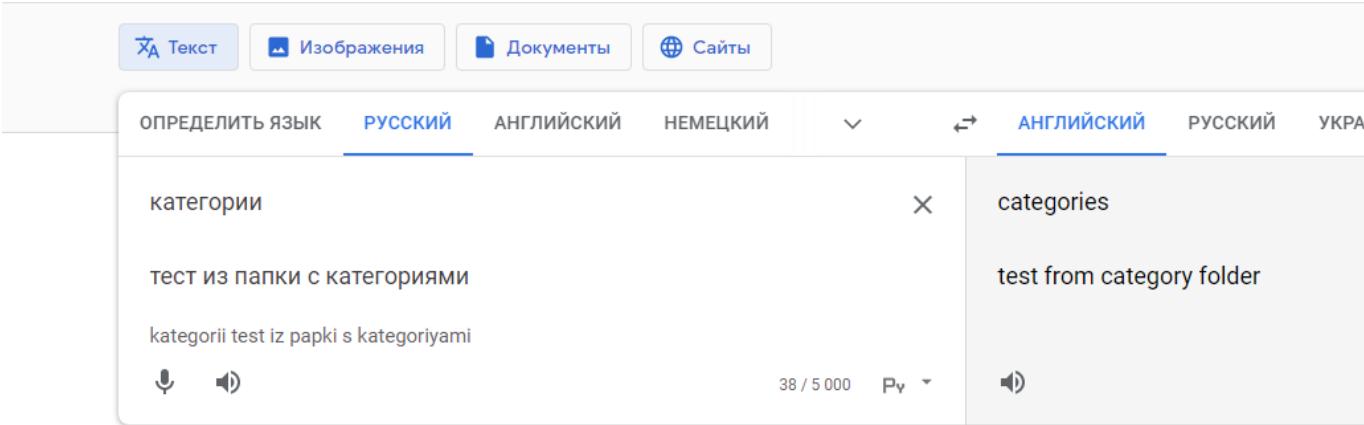 Текст Изображения Документы Сайты
ОПРЕДЕЛИТЬ ЯЗЫК РУССКИЙ АНГЛИЙСКИЙ НЕМЕЦКИЙ АНГЛИЙСКИЙ РУССКИЙ УКРА
категории
categories
тест из папки с категориями
test from category folder
kategorii test iz papki s kategoriyami
38 / 5 000 Ру